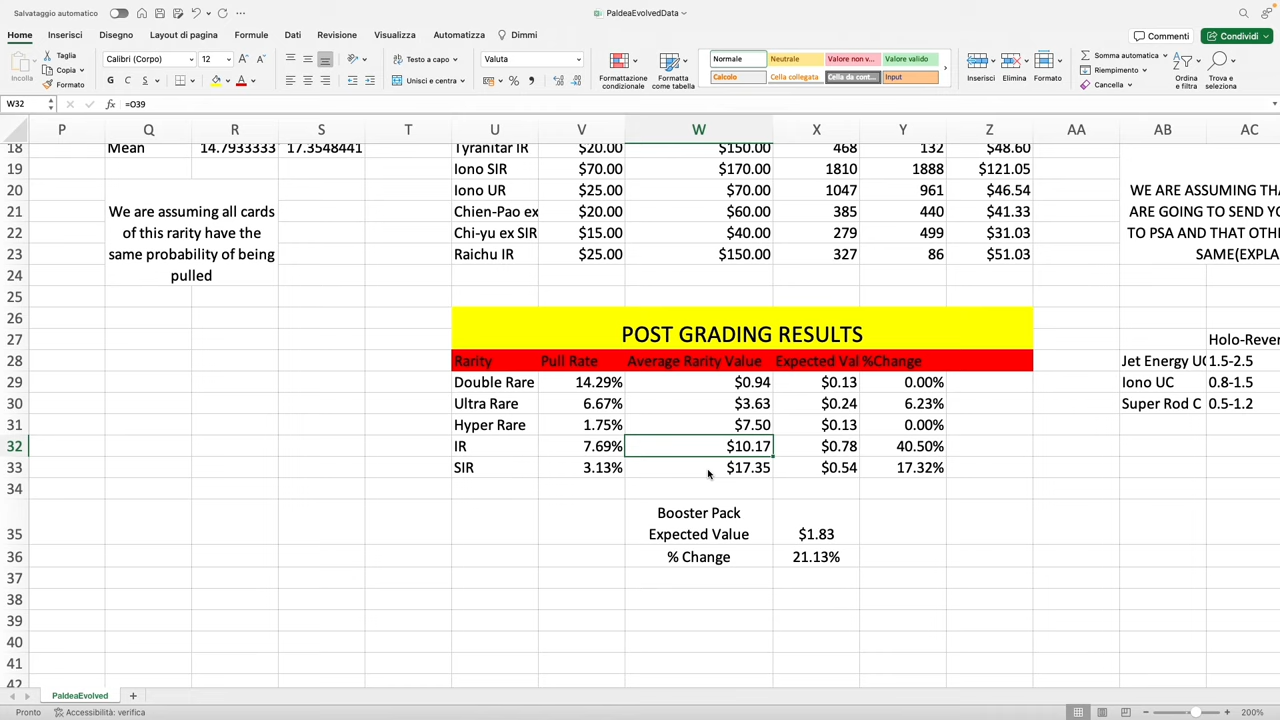 Salvataggio automatico
PaldeaEvolvedData
Home Inserisci Disegno Layout di pagina Formule Dati Revisione Visualizza Automatizza Dimmi
Commenti Condividi
Incolla
Taglia
Copia
Formato
Calibri (Corpo) 12
G C S
Testo a capo
Unisci e centra
Valuta
Formattazione condizionale
Formatta come tabella
Normale Neutrale Valore non v... Valore valido
Calcolo Cella collegata Cella da cont... Input
Inserisci Elimina Formato
Somma automatica
Riempimento
Cancella
Ordina e filtra
Trova e seleziona
W32 fx =O39
P Q R S T U V W X Y Z AA AB AC
18 Mean 14.7933333 17.3548441 Tyranitar IR $20.00 $150.00 468 132 $48.60
19 Iono SIR $70.00 $170.00 1810 1888 $121.05
20 Iono UR $25.00 $70.00 1047 961 $46.54 WE ARE ASSUMING THA
21 We are assuming all cards Chien-Pao ex $20.00 $60.00 385 440 $41.33 ARE GOING TO SEND YO
22 of this rarity have the Chi-yu ex SIR $15.00 $40.00 279 499 $31.03 TO PSA AND THAT OTHE
23 same probability of being Raichu IR $25.00 $150.00 327 86 $51.03 SAME(EXPLA
24 pulled
25
26 POST GRADING RESULTS
27 Holo-Rever
28 Rarity Pull Rate Average Rarity Value Expected Val %Change Jet Energy UC 1.5-2.5
29 Double Rare 14.29% $0.94 $0.13 0.00% Iono UC 0.8-1.5
30 Ultra Rare 6.67% $3.63 $0.24 6.23% Super Rod C 0.5-1.2
31 Hyper Rare 1.75% $7.50 $0.13 0.00%
32 IR 7.69% $10.17 $0.78 40.50%
33 SIR 3.13% $17.35 $0.54 17.32%
34
Booster Pack
35 Expected Value $1.83
36 % Change 21.13%
37
38
39
40
41
42
PaldeaEvolved
Pronto Accessibilità: verifica 200%